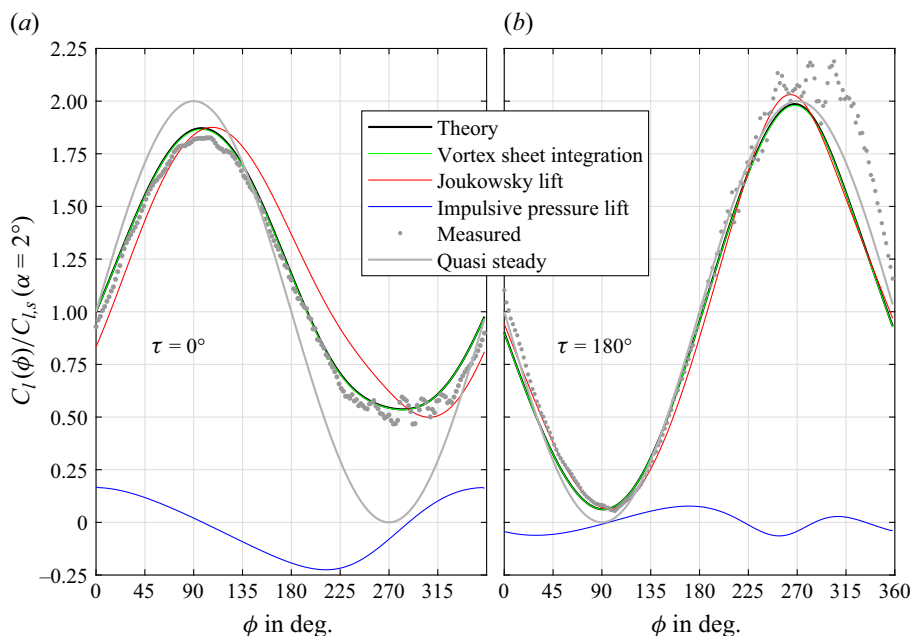 (a)
(b)
2.25
2.00
1.75
1.50
1.25
1.00
0.75
0.50
0.25
0
−0.25
C_l(ϕ)/C_{l,s}(α = 2°)
Theory
Vortex sheet integration
Joukowsky lift
Impulsive pressure lift
Measured
Quasi steady
τ = 0°
τ = 180°
0 45 90 135 180 225 270 315
0 45 90 135 180 225 270 315 360
ϕ in deg.
ϕ in deg.